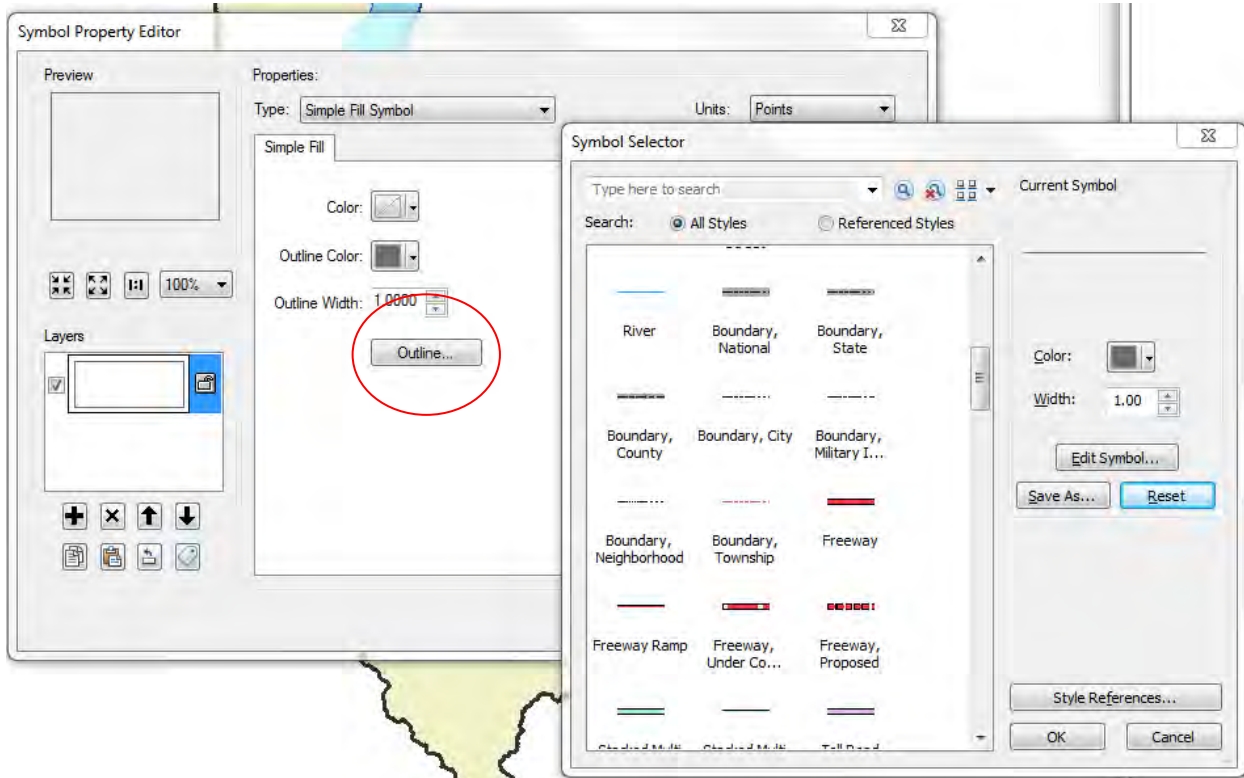 Symbol Property Editor
Preview
Properties:
Type: Simple Fill Symbol
Units: Points
Simple Fill
Color:
Outline Color:
Outline Width: 1.0000
Outline...
1:1 100%
Layers
Symbol Selector
Type here to search
Search: All Styles Referenced Styles
River
Boundary,
National
Boundary,
State
Boundary,
County
Boundary, City
Boundary,
Military I...
Boundary,
Neighborhood
Boundary,
Township
Freeway
Freeway Ramp
Freeway,
Under Co...
Freeway,
Proposed
Current Symbol
Color:
Width: 1.00
Edit Symbol...
Save As... Reset
Style References...
OK Cancel